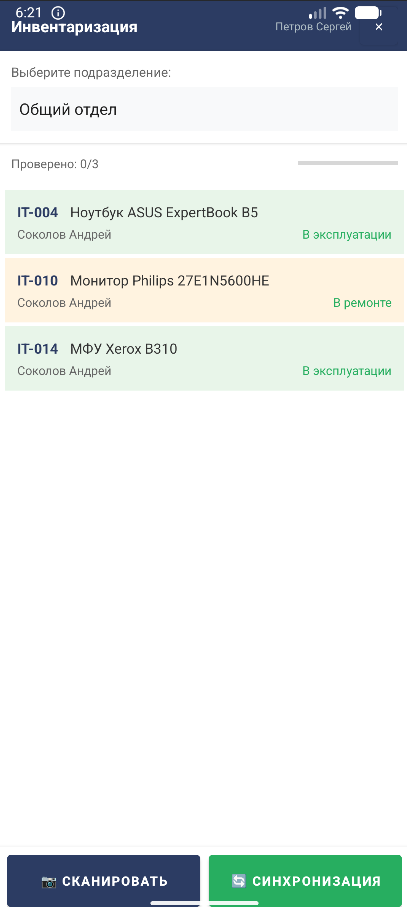 6:21
Инвентаризация
Петров Сергей ×
Выберите подразделение:
Общий отдел
Проверено: 0/3
IT-004 Ноутбук ASUS ExpertBook B5
Соколов Андрей В эксплуатации
IT-010 Монитор Philips 27E1N5600HE
Соколов Андрей В ремонте
IT-014 МФУ Xerox B310
Соколов Андрей В эксплуатации
СКАНИРОВАТЬ
СИНХРОНИЗАЦИЯ